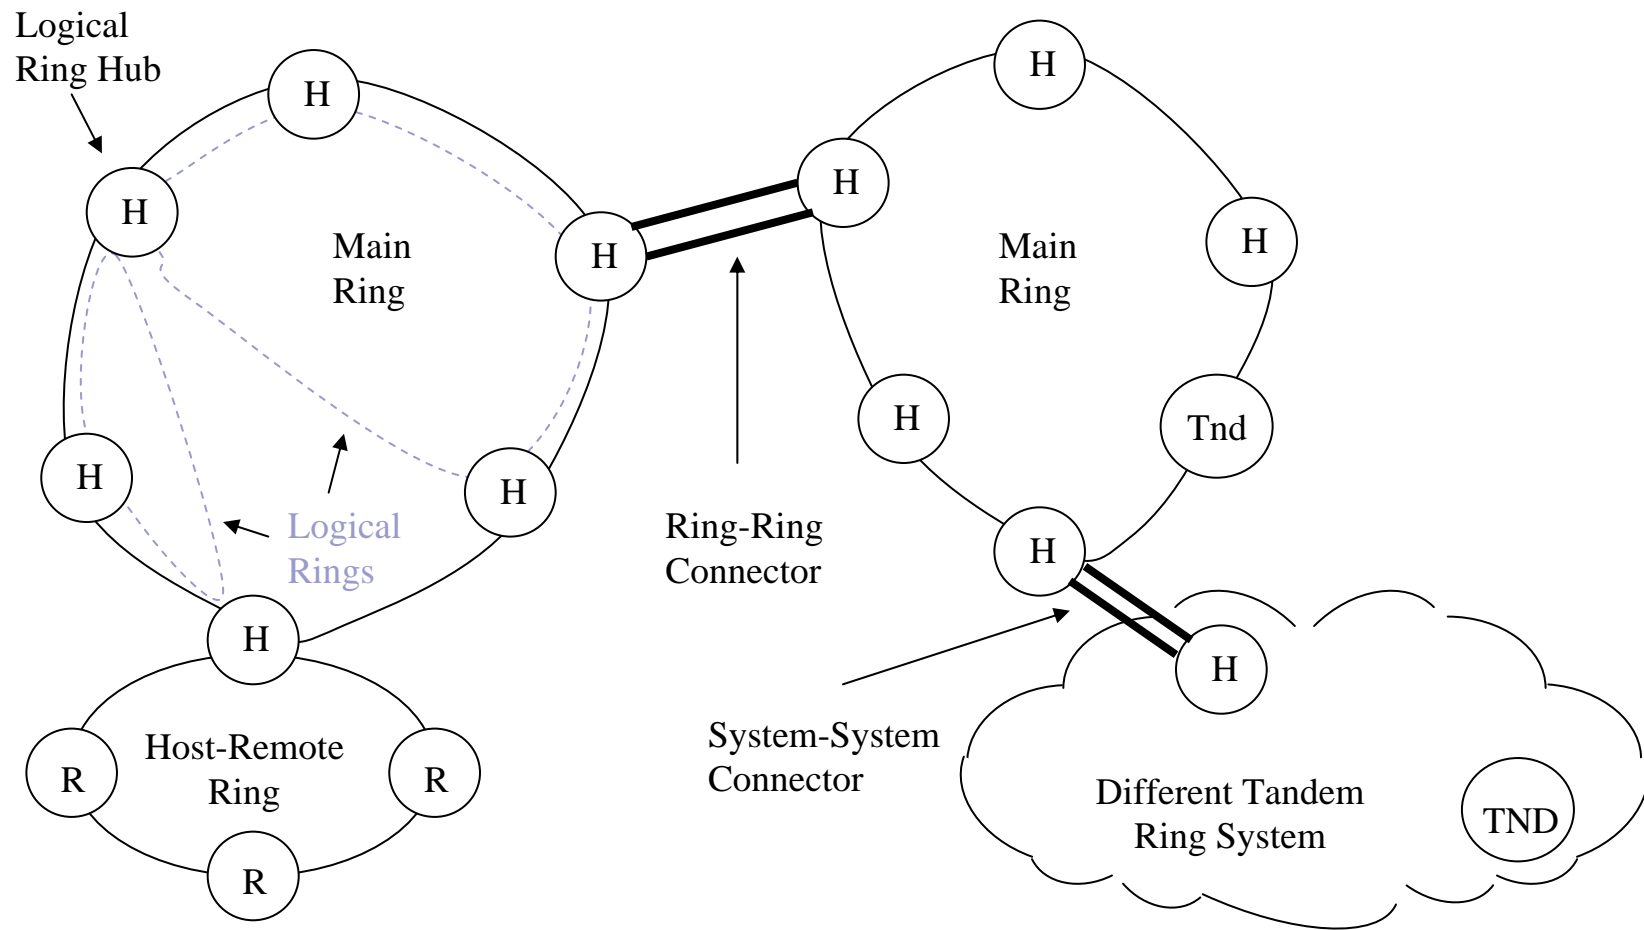 Logical
Ring Hub
H
H
H
H
H
H
Main
Ring
Main
Ring
H
H
H
H
Tnd
H
H
H
Logical
Rings
Ring-Ring
Connector
Host-Remote
Ring
R
R
R
System-System
Connector
Different Tandem
Ring System
TND